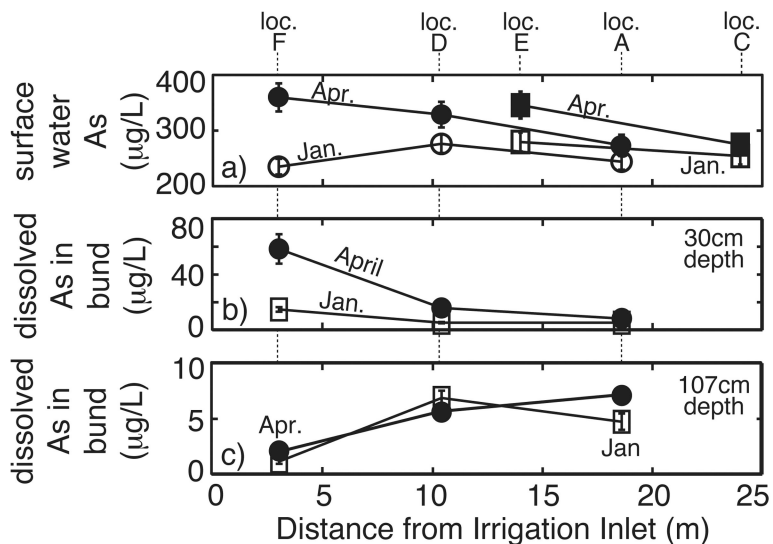 loc. loc. loc. loc. loc.
F D E A C
surface
water
As
(µg/L)
400
300
200
Apr.
Apr.
Jan.
Jan.
a)
dissolved
As in
bund
(µg/L)
80
40
0
April
Jan.
30cm
depth
b)
dissolved
As in
bund
(µg/L)
10
5
0
Apr.
Jan
107cm
depth
c)
0 5 10 15 20 25
Distance from Irrigation Inlet (m)